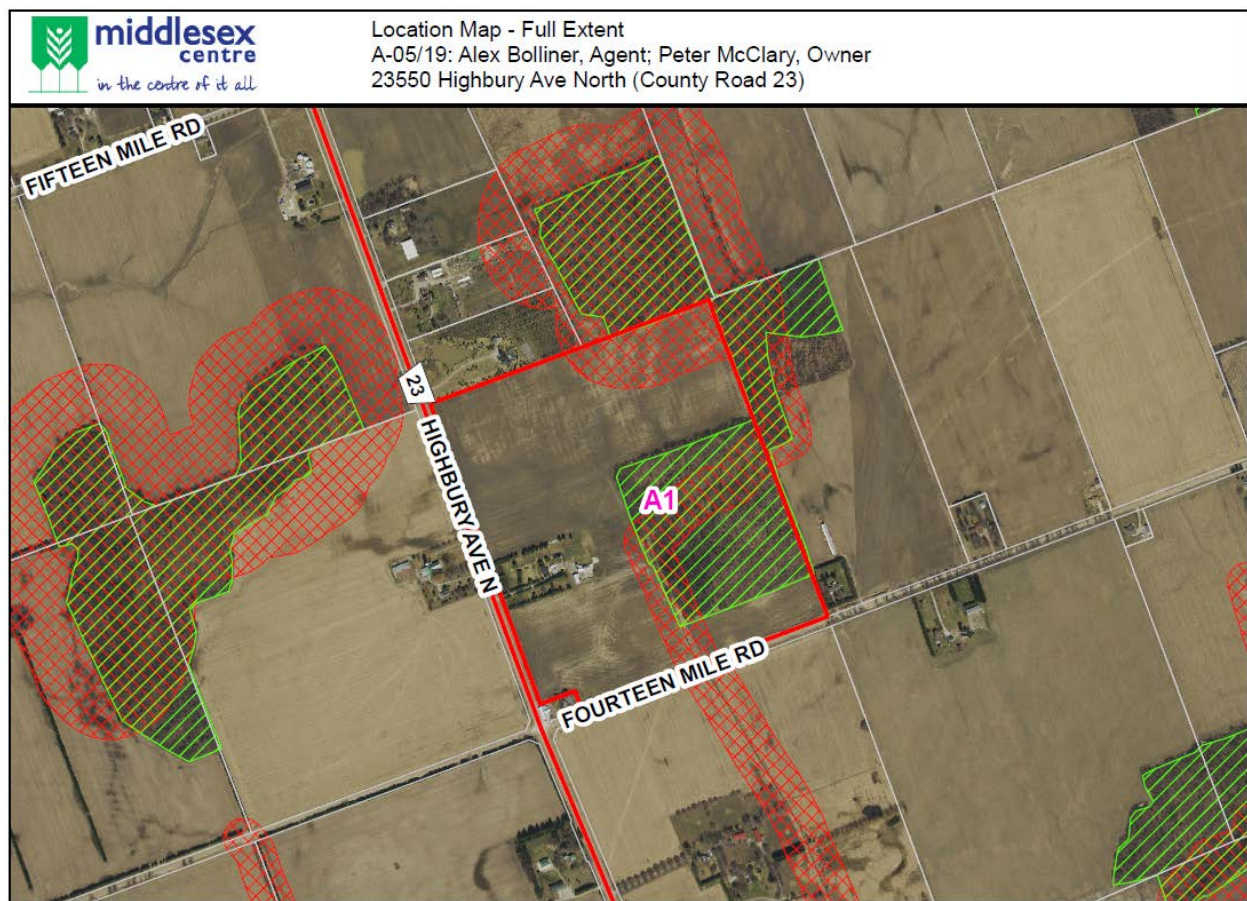 middlesex
centre
in the centre of it all
Location Map - Full Extent
A-05/19: Alex Bolliner, Agent; Peter McClary, Owner
23550 Highbury Ave North (County Road 23)
FIFTEEN MILE RD
23
HIGHBURY AVE N
A1
FOURTEEN MILE RD